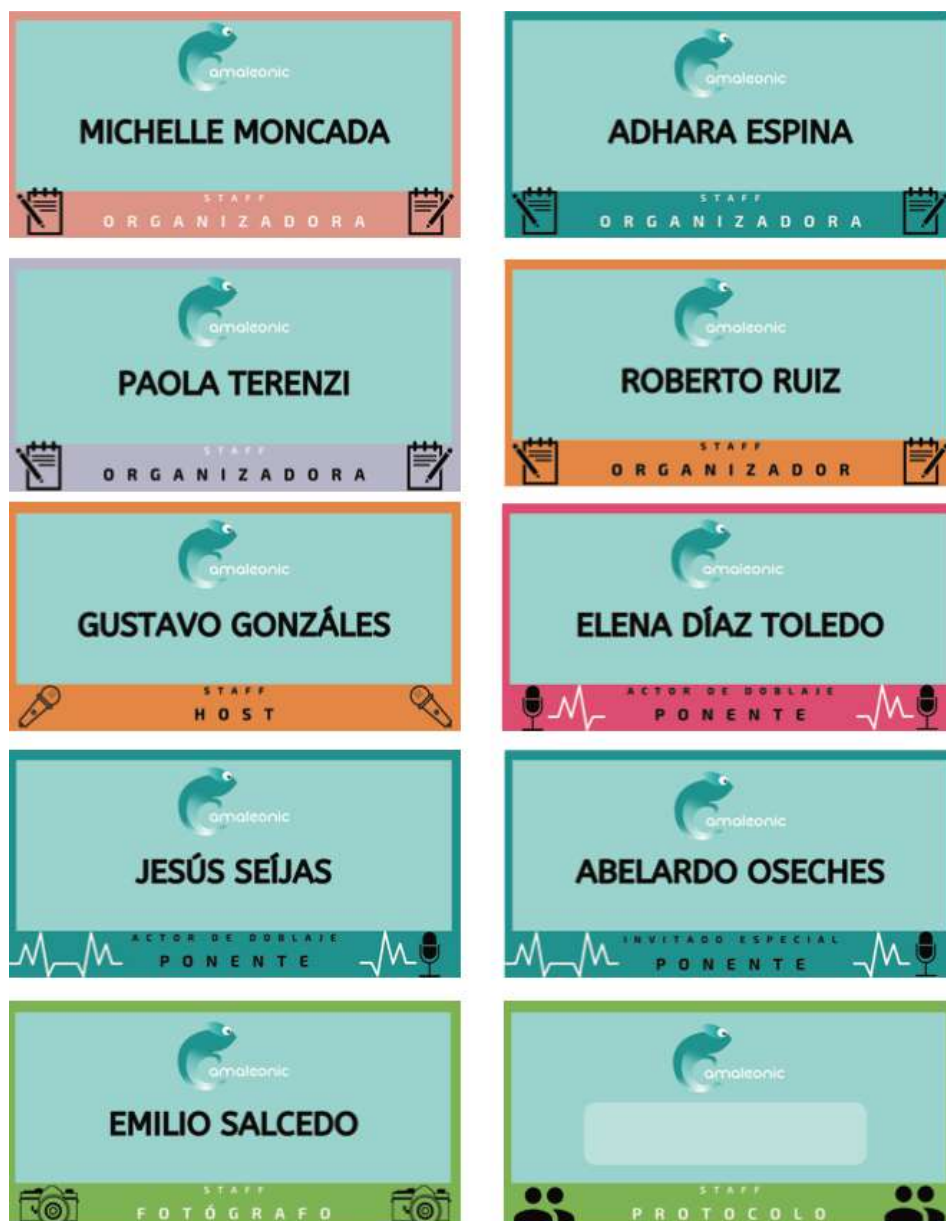 amaleonic
MICHELLE MONCADA
STAFF
ORGANIZADORA
amaleonic
ADHARA ESPINA
STAFF
ORGANIZADORA
amaleonic
PAOLA TERENZI
STAFF
ORGANIZADORA
amaleonic
ROBERTO RUIZ
STAFF
ORGANIZADOR
amaleonic
GUSTAVO GONZÁLES
STAFF
HOST
amaleonic
ELENA DÍAZ TOLEDO
ACTOR DE DOBLAJE
PONENTE
amaleonic
JESÚS SEÍJAS
ACTOR DE DOBLAJE
PONENTE
amaleonic
ABELARDO OSECHES
INVITADO ESPECIAL
PONENTE
amaleonic
EMILIO SALCEDO
STAFF
FOTÓGRAFO
amaleonic
STAFF
PROTOCOLO